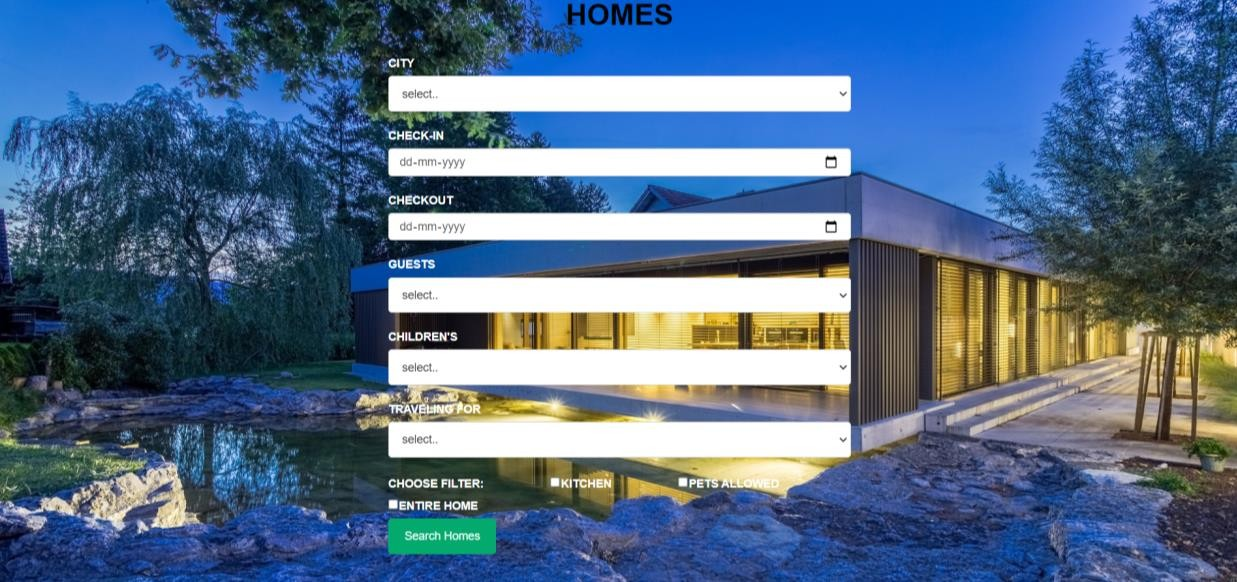 HOMES
CITY
select..
CHECK-IN
dd-mm-yyyy
CHECKOUT
dd-mm-yyyy
GUESTS
select..
CHILDREN'S
select..
TRAVELING FOR
select..
CHOOSE FILTER: KITCHEN PETS ALLOWED
ENTIRE HOME
Search Homes